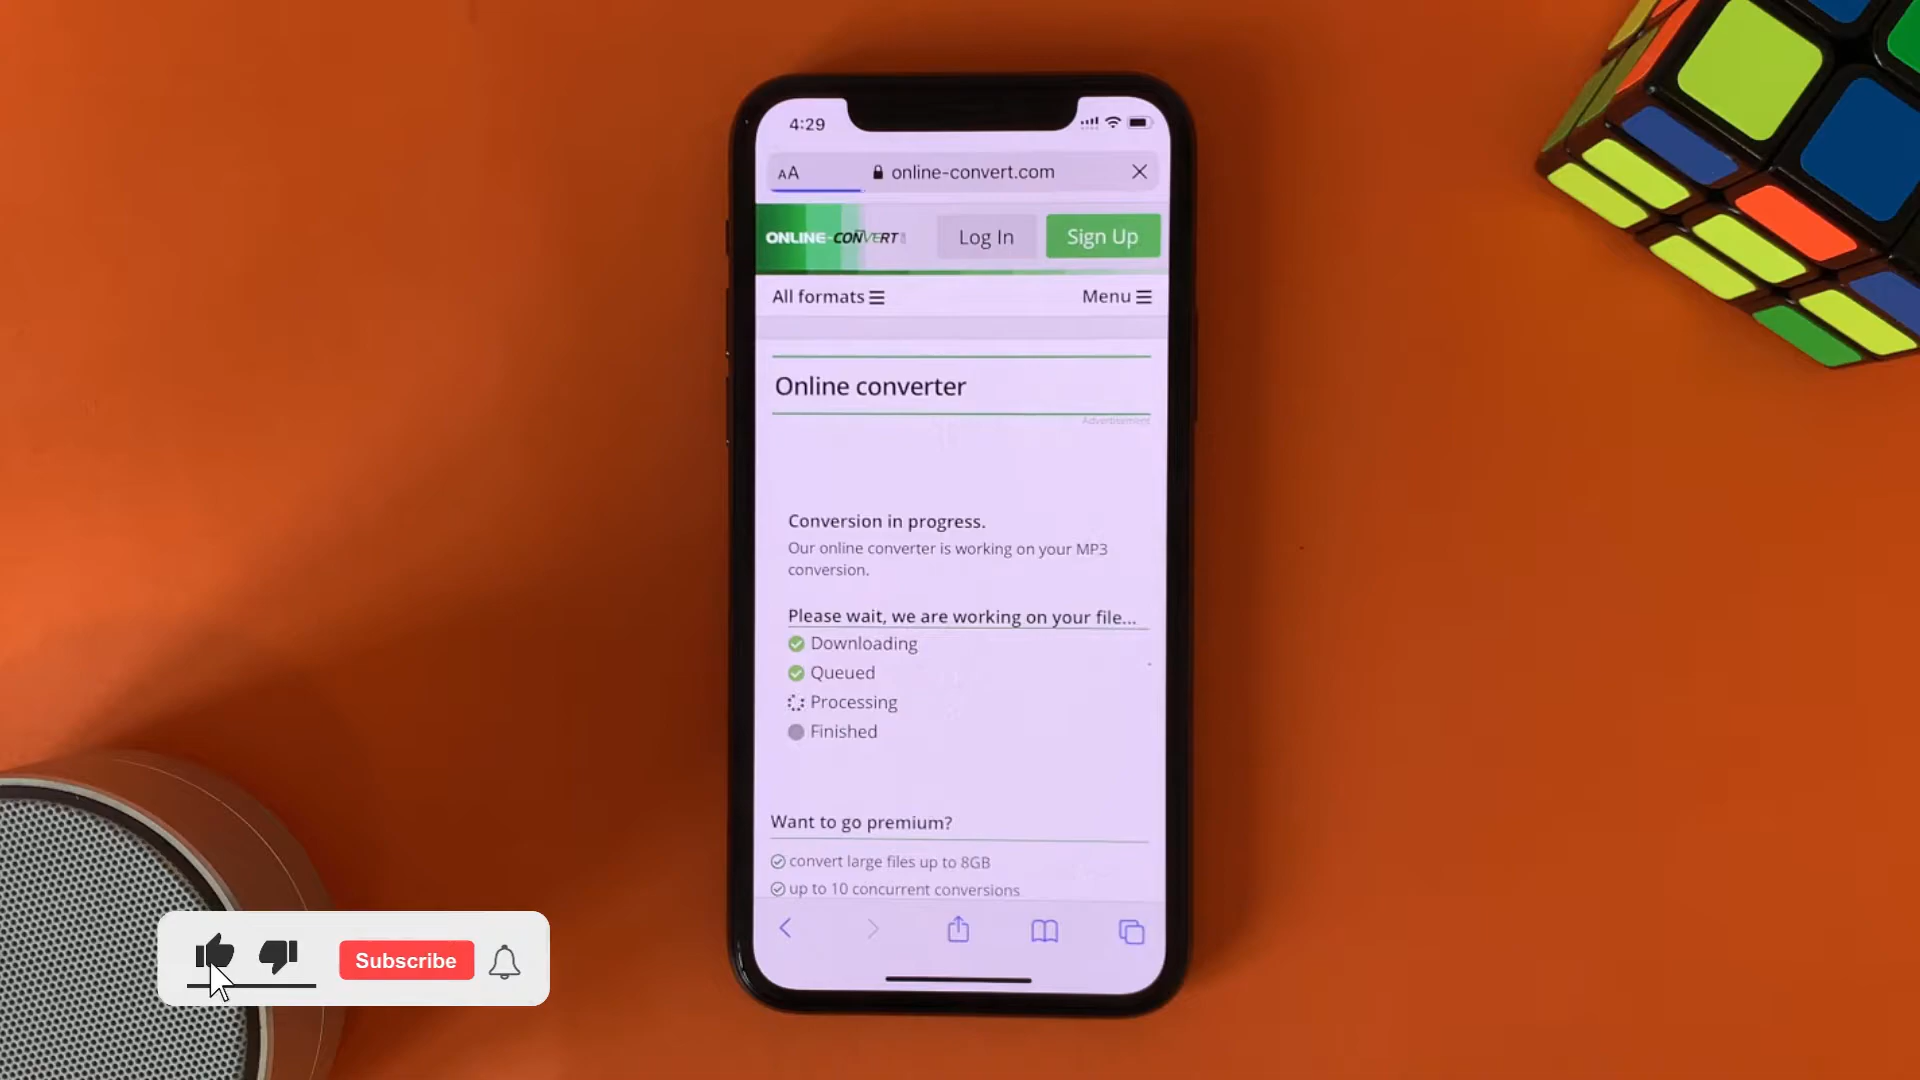 4:29
AA online-convert.com
ONLINE-CONVERT
Log In
Sign Up
All formats
Menu
Online converter
Advertisement
Conversion in progress.
Our online converter is working on your MP3
conversion.
Please wait, we are working on your file...
Downloading
Queued
Processing
Finished
Want to go premium?
convert large files up to 8GB
up to 10 concurrent conversions
Subscribe